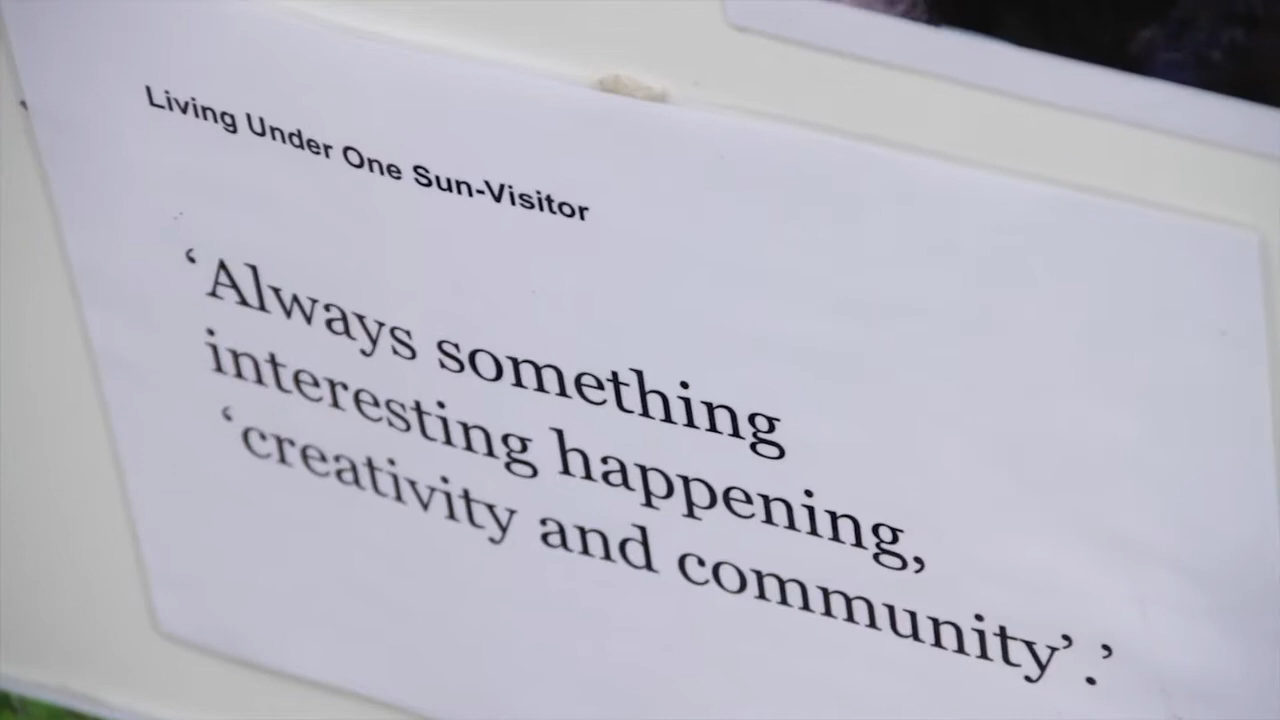 Living Under One Sun-Visitor
‘Always something
interesting happening,
‘creativity and community’.’